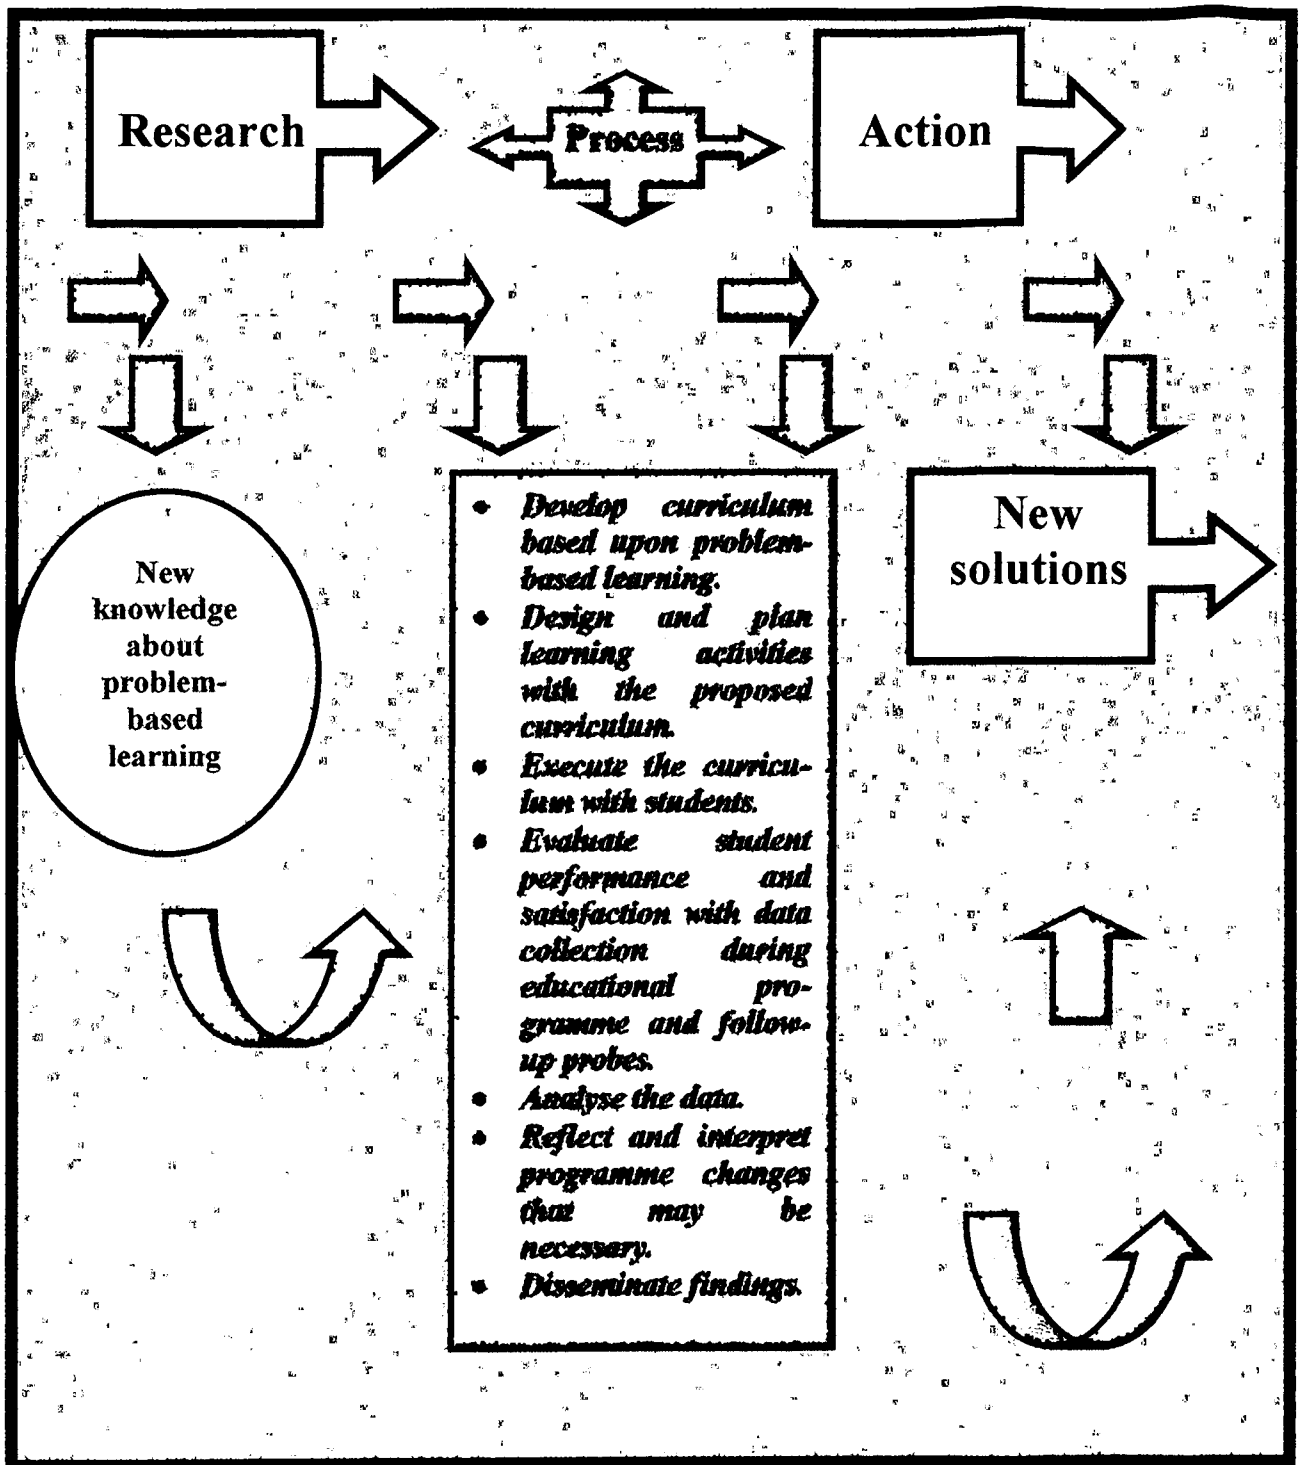 Research
Process
Action
New
knowledge
about
problem-
based
learning
• Develop curriculum
based upon problem-
based learning.
• Design and plan
learning activities
with the proposed
curriculum.
• Execute the curricu-
lum with students.
• Evaluate student
performance and
satisfaction with data
collection during
educational pro-
gramme and follow-
up probes.
• Analyse the data.
• Reflect and interpret
programme changes
that may be
necessary.
• Disseminate findings.
New
solutions